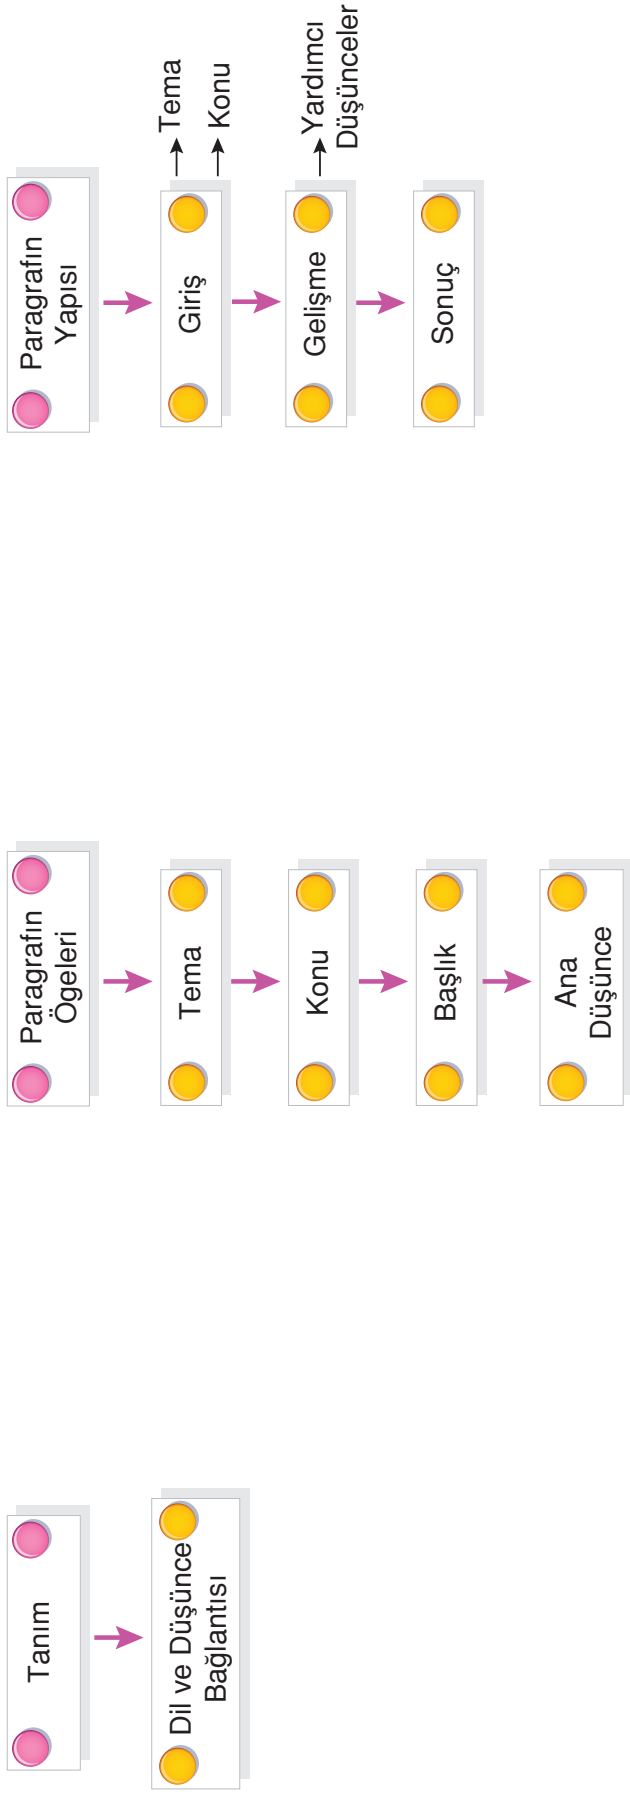 Tanım
Dil ve Düşünce
Bağlantısı
Paragrafın
Ögeleri
Tema
Konu
Başlık
Ana
Düşünce
Paragrafın
Yapısı
Giriş
Tema
Konu
Gelişme
Yardımcı
Düşünceler
Sonuç